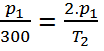 p₁/300 = 2.p₁/T₂